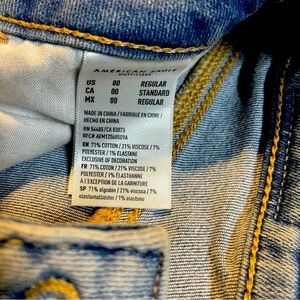 AMERICAN EAGLE
OUTFITTERS
US 00 REGULAR
CA 00 STANDARD
MX 00 REGULAR
MADE IN CHINA / FABRIQUÉ EN CHINE /
HECHO EN CHINA
RN 54485/CA 03873
EN 71% COTTON / 21% VISCOSE / 7%
POLYESTER / 1% ELASTANE
EXCLUSIVE OF DECORATION
FR 71% COTON / 21% VISCOSE / 7%
POLYESTER / 1% ÉLASTHANNE
À L'EXCEPTION DE LA GARNITURE
SP 71% algodón / 21% viscosa / 7%
elastomultiéster / 1% elastano